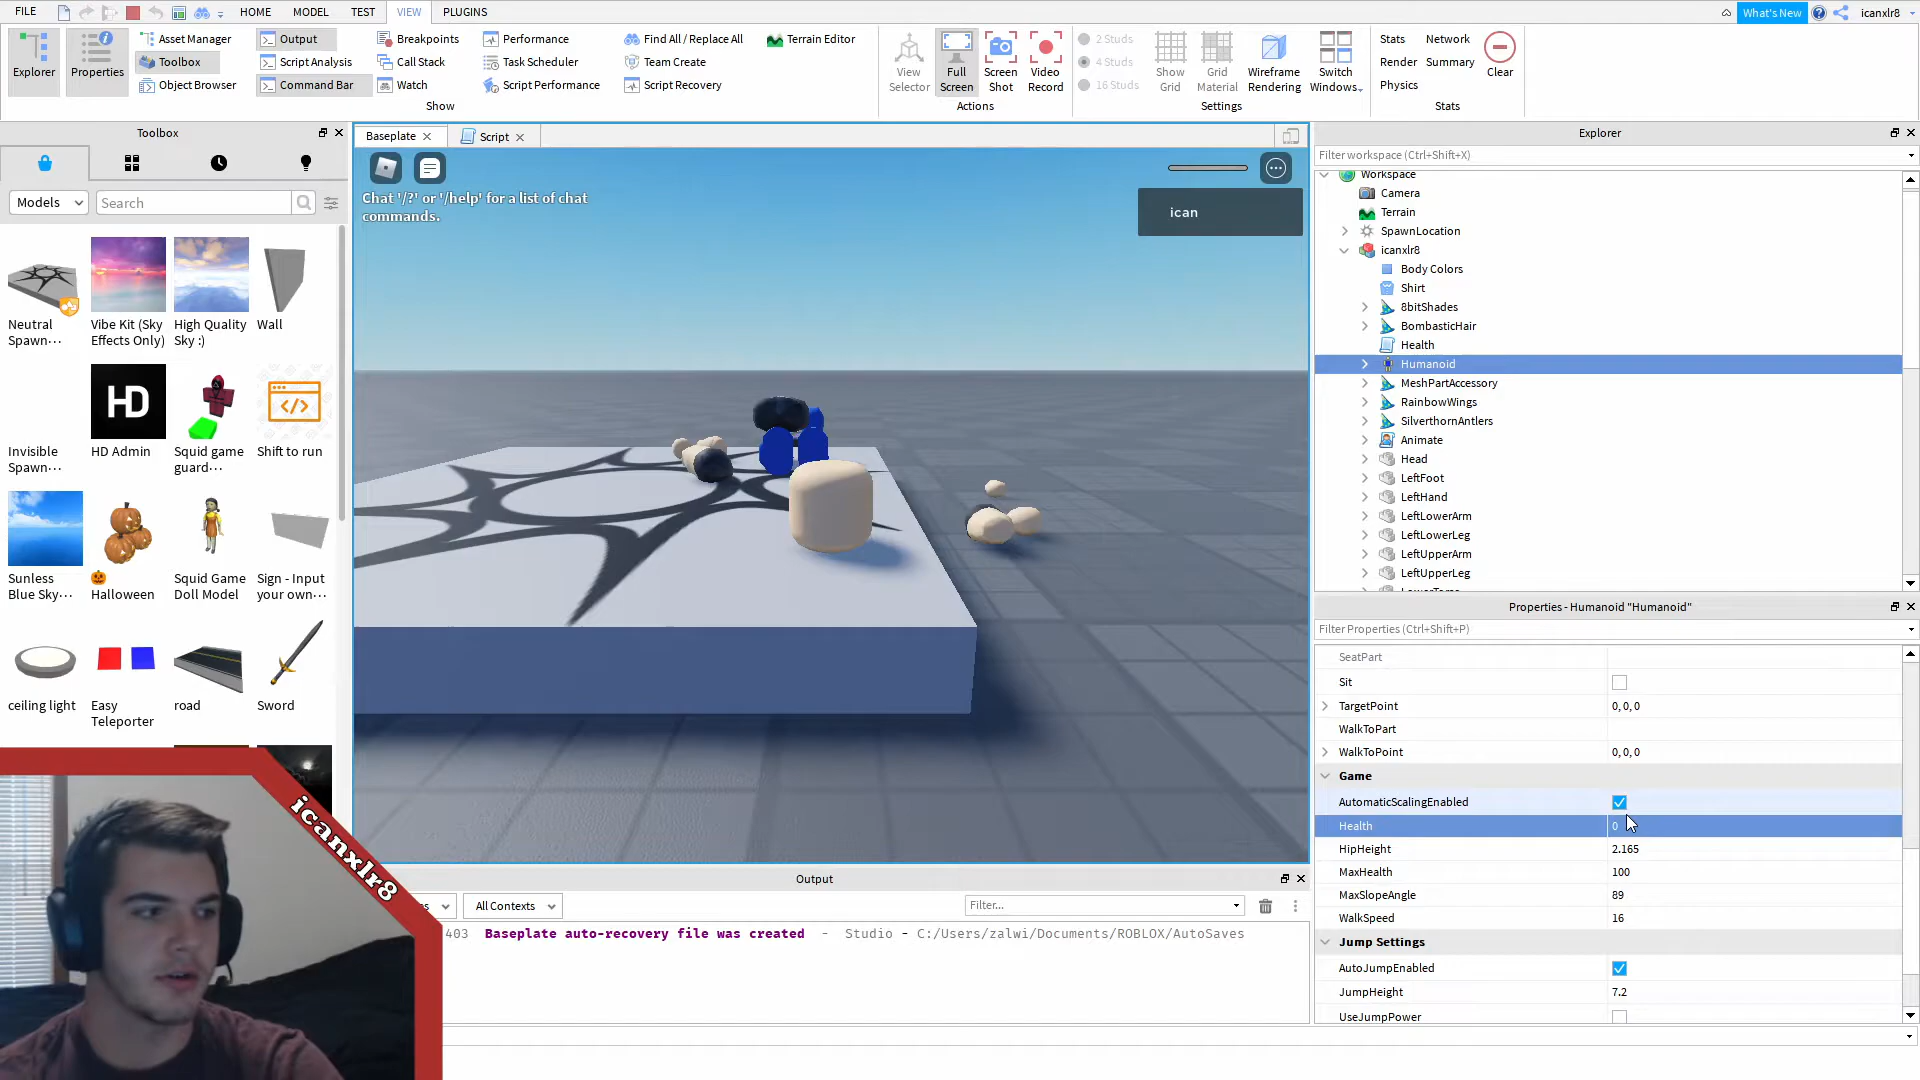 FILE
HOME
MODEL
TEST
VIEW
PLUGINS
What's New
icanxlr8
Explorer
Properties
Asset Manager
Toolbox
Object Browser
Output
Script Analysis
Command Bar
Breakpoints
Call Stack
Watch
Performance
Task Scheduler
Script Performance
Find All / Replace All
Team Create
Script Recovery
Terrain Editor
Show
View
Selector
Full
Screen
Screen
Shot
Video
Record
Actions
2 Studs
4 Studs
16 Studs
Show
Grid
Grid
Material
Wireframe
Rendering
Switch
Windows
Settings
Stats
Network
Render
Summary
Physics
Clear
Stats
Toolbox
Models
Search
Neutral
Spawn...
Vibe Kit (Sky
Effects Only)
High Quality
Sky :)
Wall
Invisible
Spawn...
HD
HD Admin
Squid game
guard...
Shift to run
Sunless
Blue Sky...
Halloween
Squid Game
Doll Model
Sign - Input
your own...
ceiling light
Easy
Teleporter
road
Sword
icanxlr8
Baseplate
Script
Chat '/?' or '/help' for a list of chat
commands.
ican
Output
All Contexts
Filter...
403 Baseplate auto-recovery file was created - Studio - C:/Users/zalwi/Documents/ROBLOX/AutoSaves
Explorer
Filter workspace (Ctrl+Shift+X)
Workspace
Camera
Terrain
SpawnLocation
icanxlr8
Body Colors
Shirt
8bitShades
BombasticHair
Health
Humanoid
MeshPartAccessory
RainbowWings
SilverthornAntlers
Animate
Head
LeftFoot
LeftHand
LeftLowerArm
LeftLowerLeg
LeftUpperArm
LeftUpperLeg
Properties - Humanoid "Humanoid"
Filter Properties (Ctrl+Shift+P)
SeatPart
Sit
TargetPoint 0, 0, 0
WalkToPart
WalkToPoint 0, 0, 0
Game
AutomaticScalingEnabled
Health 0
HipHeight 2.165
MaxHealth 100
MaxSlopeAngle 89
WalkSpeed 16
Jump Settings
AutoJumpEnabled
JumpHeight 7.2
UseJumpPower